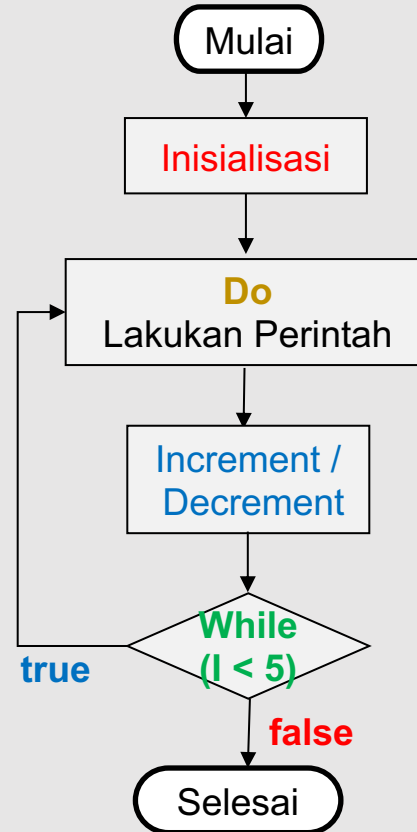 Mulai
Inisialisasi
Do
Lakukan Perintah
Increment /
Decrement
While
(I < 5)
true
false
Selesai